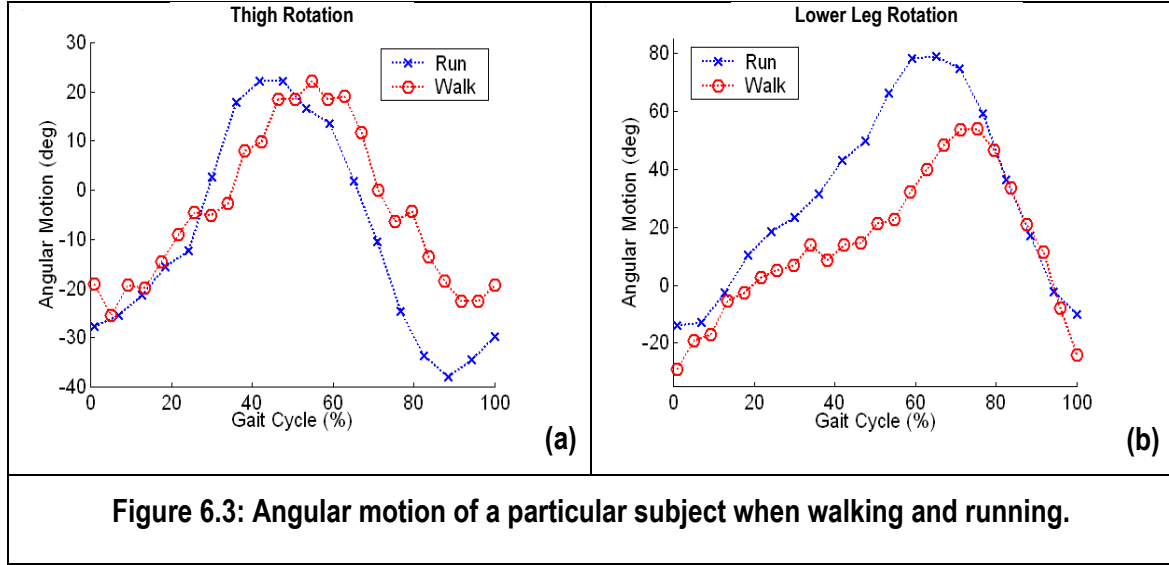 Thigh Rotation
30
20
10
0
-10
-20
-30
-40
Angular Motion (deg)
Run
Walk
0 20 40 60 80 100
Gait Cycle (%)
(a)
Lower Leg Rotation
80
60
40
20
0
-20
Angular Motion (deg)
Run
Walk
0 20 40 60 80 100
Gait Cycle (%)
(b)
Figure 6.3: Angular motion of a particular subject when walking and running.